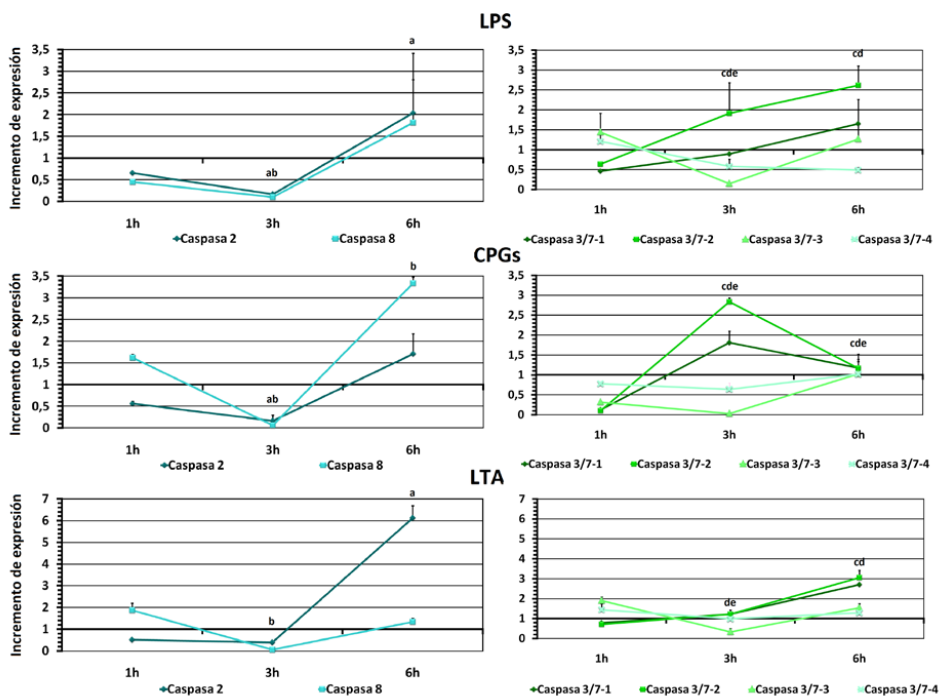 LPS
Incremento de expresión
3,5
3
2,5
2
1,5
1
0,5
0
a
ab
1h 3h 6h
Caspasa 2 Caspasa 8
3,5
3
2,5
2
1,5
1
0,5
0
cde
cd
1h 3h 6h
Caspasa 3/7-1 Caspasa 3/7-2 Caspasa 3/7-3 Caspasa 3/7-4
CPGs
Incremento de expresión
3,5
3
2,5
2
1,5
1
0,5
0
b
ab
1h 3h 6h
Caspasa 2 Caspasa 8
3,5
3
2,5
2
1,5
1
0,5
0
cde
cde
1h 3h 6h
Caspasa 3/7-1 Caspasa 3/7-2 Caspasa 3/7-3 Caspasa 3/7-4
LTA
Incremento de expresión
7
6
5
4
3
2
1
0
a
b
1h 3h 6h
Caspasa 2 Caspasa 8
7
6
5
4
3
2
1
0
cd
de
1h 3h 6h
Caspasa 3/7-1 Caspasa 3/7-2 Caspasa 3/7-3 Caspasa 3/7-4